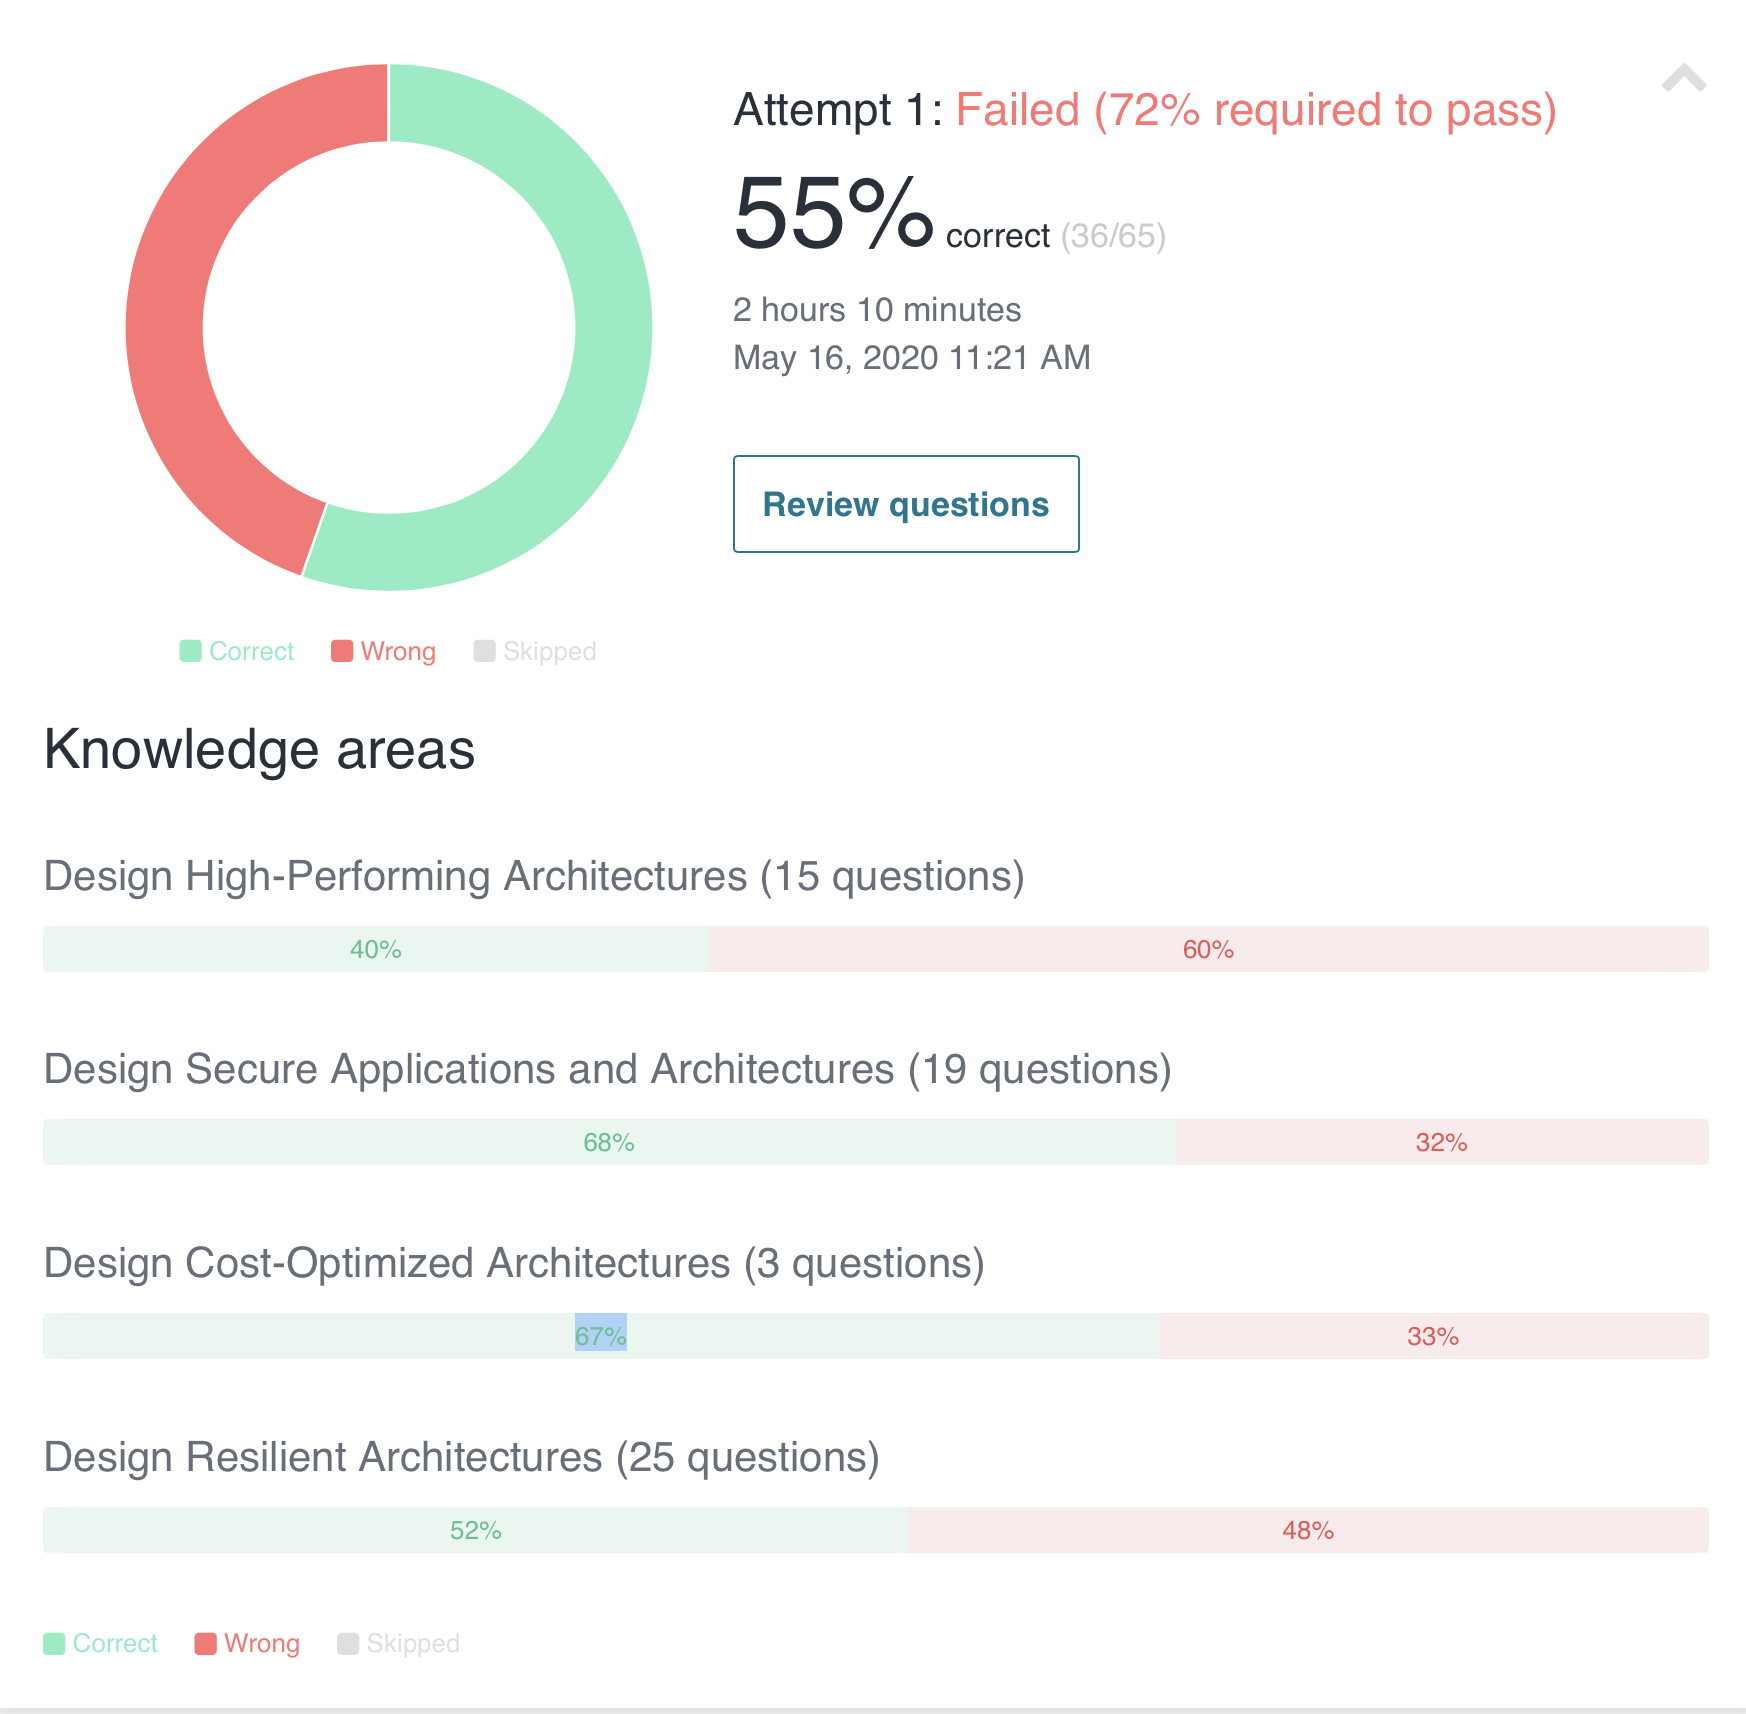 Attempt 1: Failed (72% required to pass)
55% correct (36/65)
2 hours 10 minutes
May 16, 2020 11:21 AM
Review questions
Correct Wrong Skipped
Knowledge areas
Design High-Performing Architectures (15 questions)
40% 60%
Design Secure Applications and Architectures (19 questions)
68% 32%
Design Cost-Optimized Architectures (3 questions)
67% 33%
Design Resilient Architectures (25 questions)
52% 48%
Correct Wrong Skipped